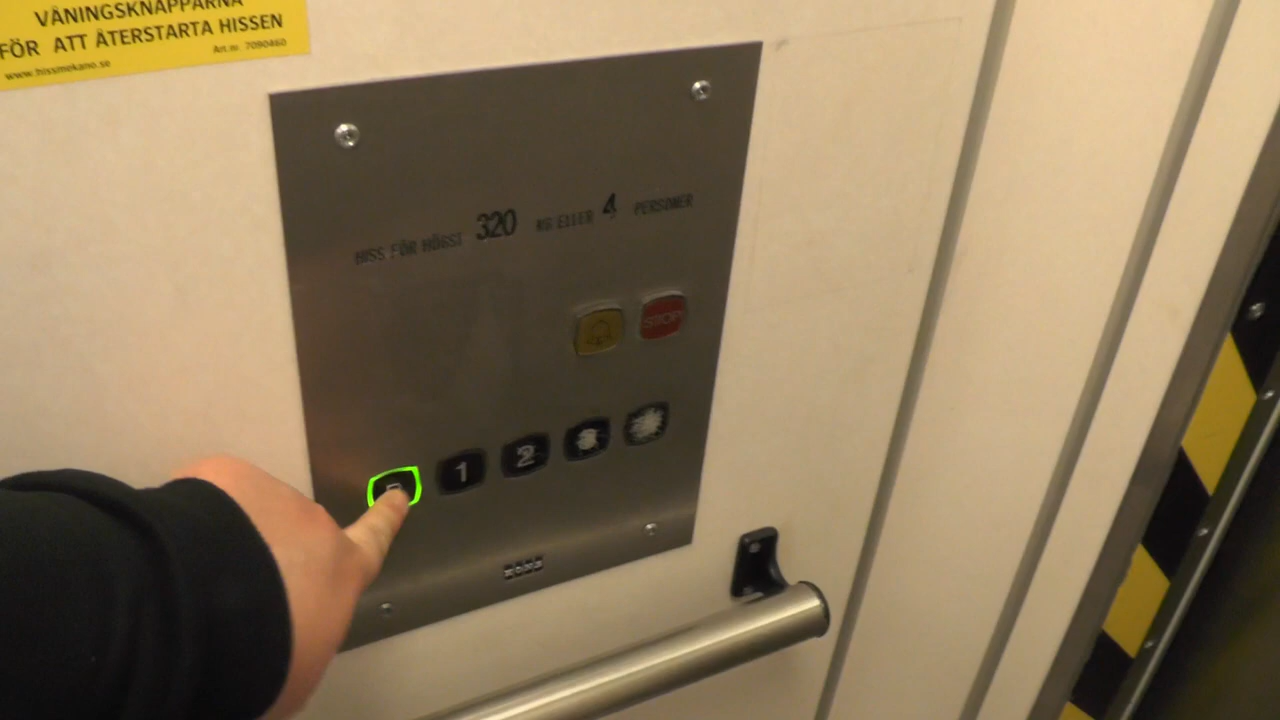 VÅNINGSKNAPPARNA
FÖR ATT ÅTERSTARTA HISSEN
Art.nr. 7090460
www.hissmekano.se
HISS FÖR HÖGST 320 KG ELLER 4 PERSONER
STOP
1 2
KONE